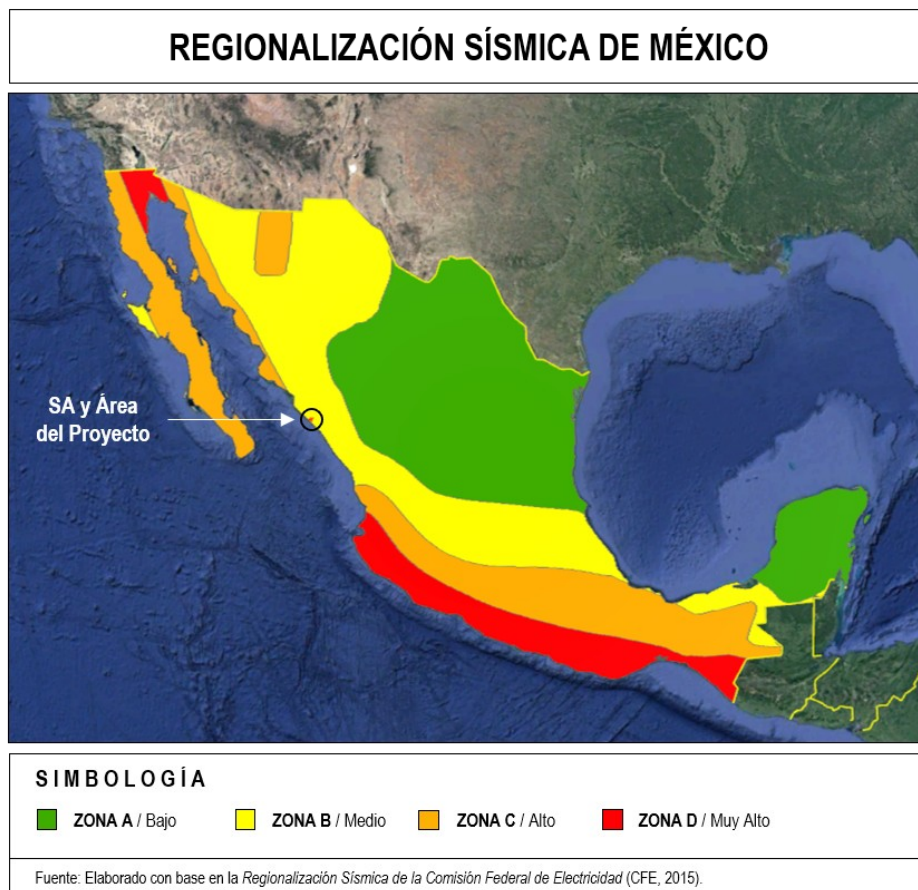 REGIONALIZACIÓN SÍSMICA DE MÉXICO
SA y Área
del Proyecto
SIMBOLOGÍA
ZONA A / Bajo
ZONA B / Medio
ZONA C / Alto
ZONA D / Muy Alto
Fuente: Elaborado con base en la Regionalización Sísmica de la Comisión Federal de Electricidad (CFE, 2015).